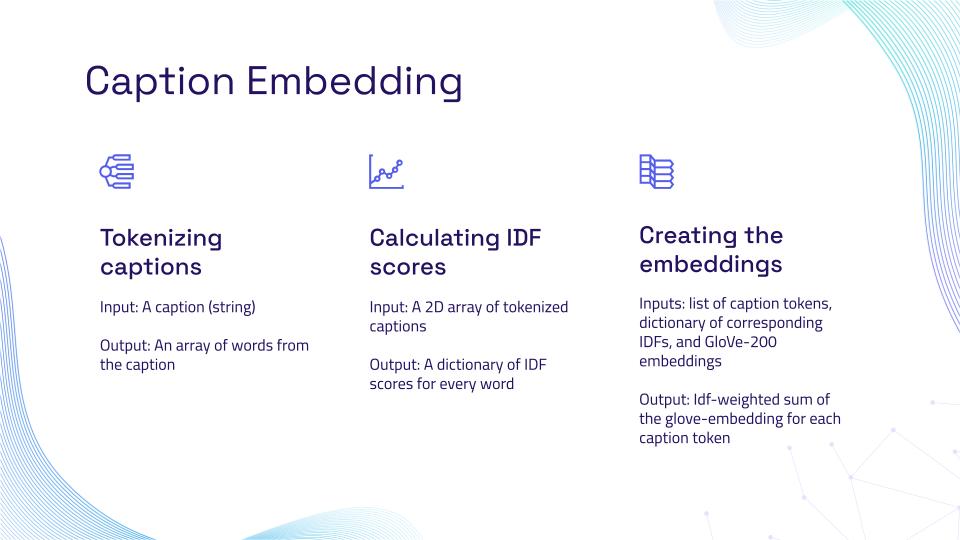 Caption Embedding
Tokenizing
captions
Input: A caption (string)
Output: An array of words from
the caption
Calculating IDF
scores
Input: A 2D array of tokenized
captions
Output: A dictionary of IDF
scores for every word
Creating the
embeddings
Inputs: list of caption tokens,
dictionary of corresponding
IDFs, and GloVe-200
embeddings
Output: Idf-weighted sum of
the glove-embedding for each
caption token